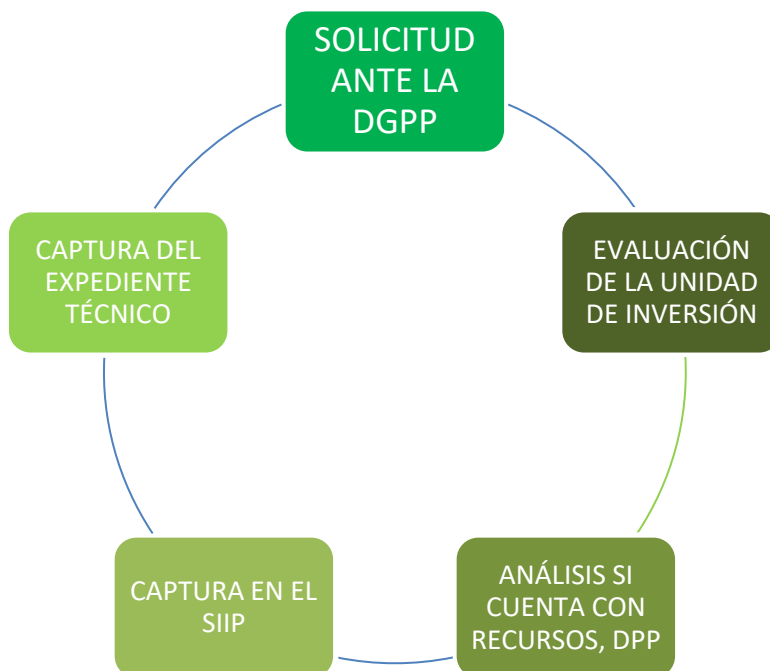 SOLICITUD
ANTE LA
DGPP
EVALUACIÓN
DE LA UNIDAD
DE INVERSIÓN
ANÁLISIS SI
CUENTA CON
RECURSOS, DPP
CAPTURA EN EL
SIIP
CAPTURA DEL
EXPEDIENTE
TÉCNICO